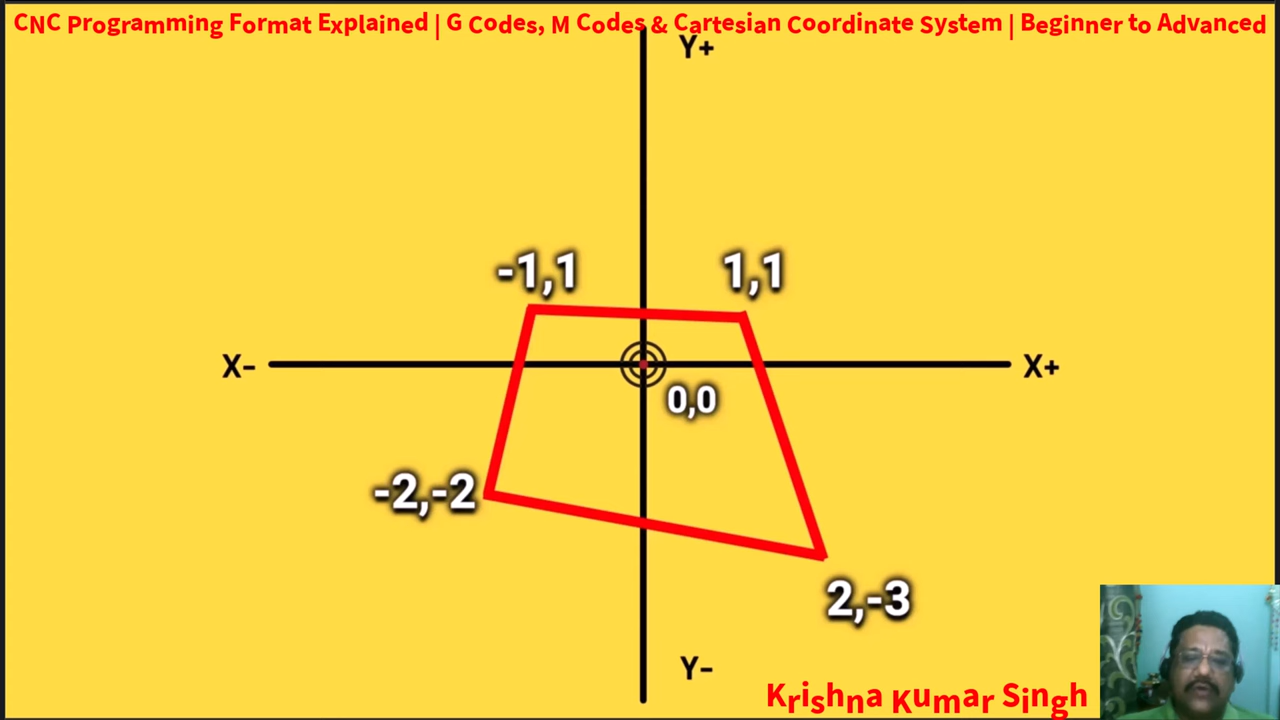 CNC Programming Format Explained | G Codes, M Codes & Cartesian Coordinate System | Beginner to Advanced
Y+
-1,1
1,1
X-
X+
0,0
-2,-2
2,-3
Y-
Krishna Kumar Singh